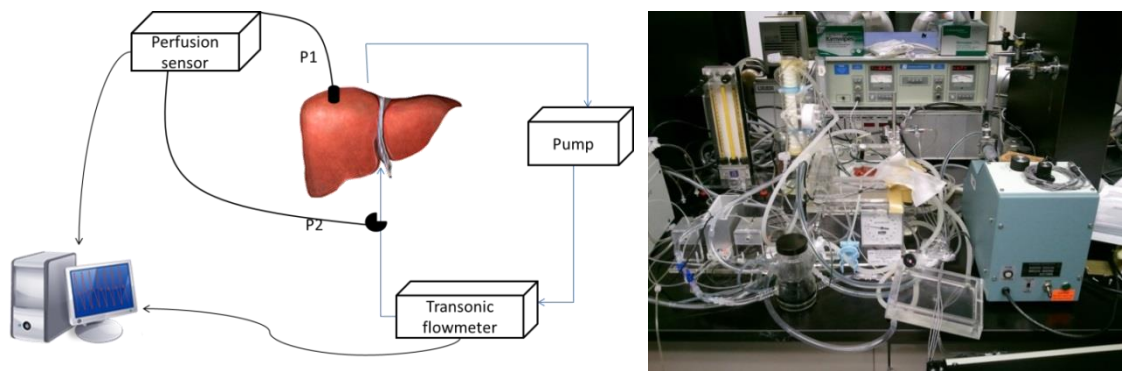 Perfusion
sensor
P1
Pump
P2
Transonic
flowmeter